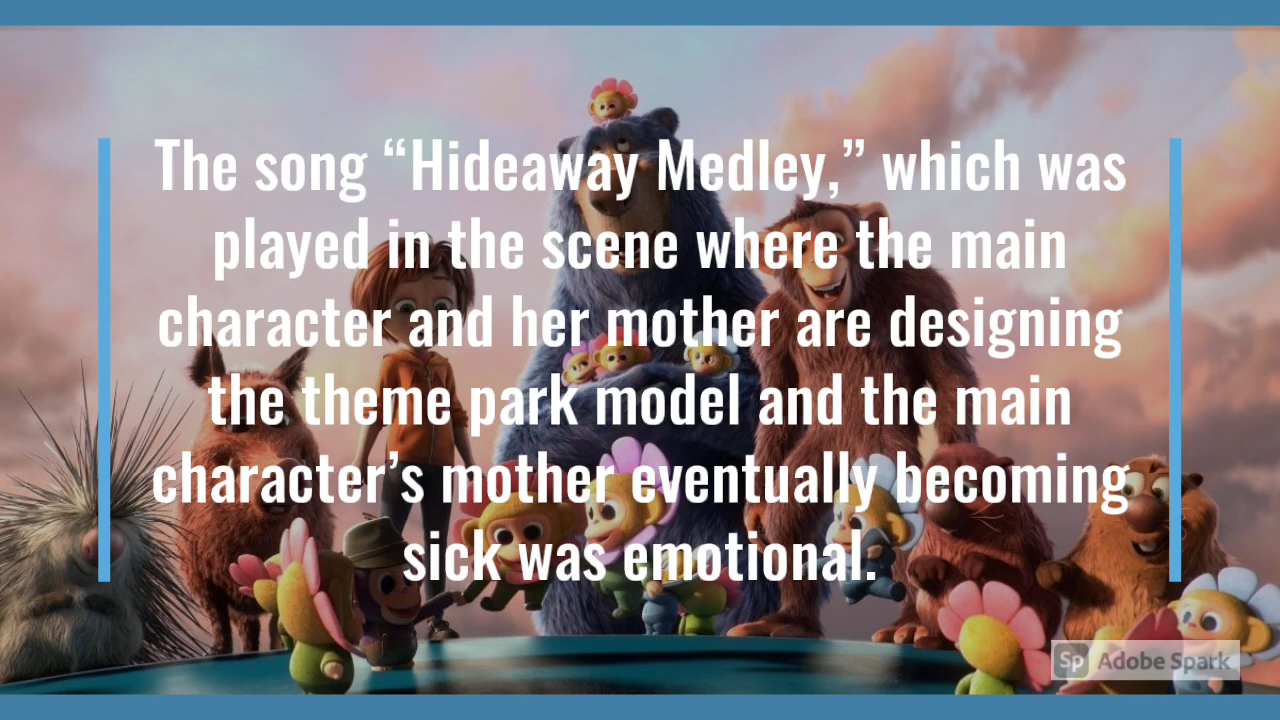 The song “Hideaway Medley,” which was
played in the scene where the main
character and her mother are designing
the theme park model and the main
character’s mother eventually becoming
sick was emotional.
Sp Adobe Spark